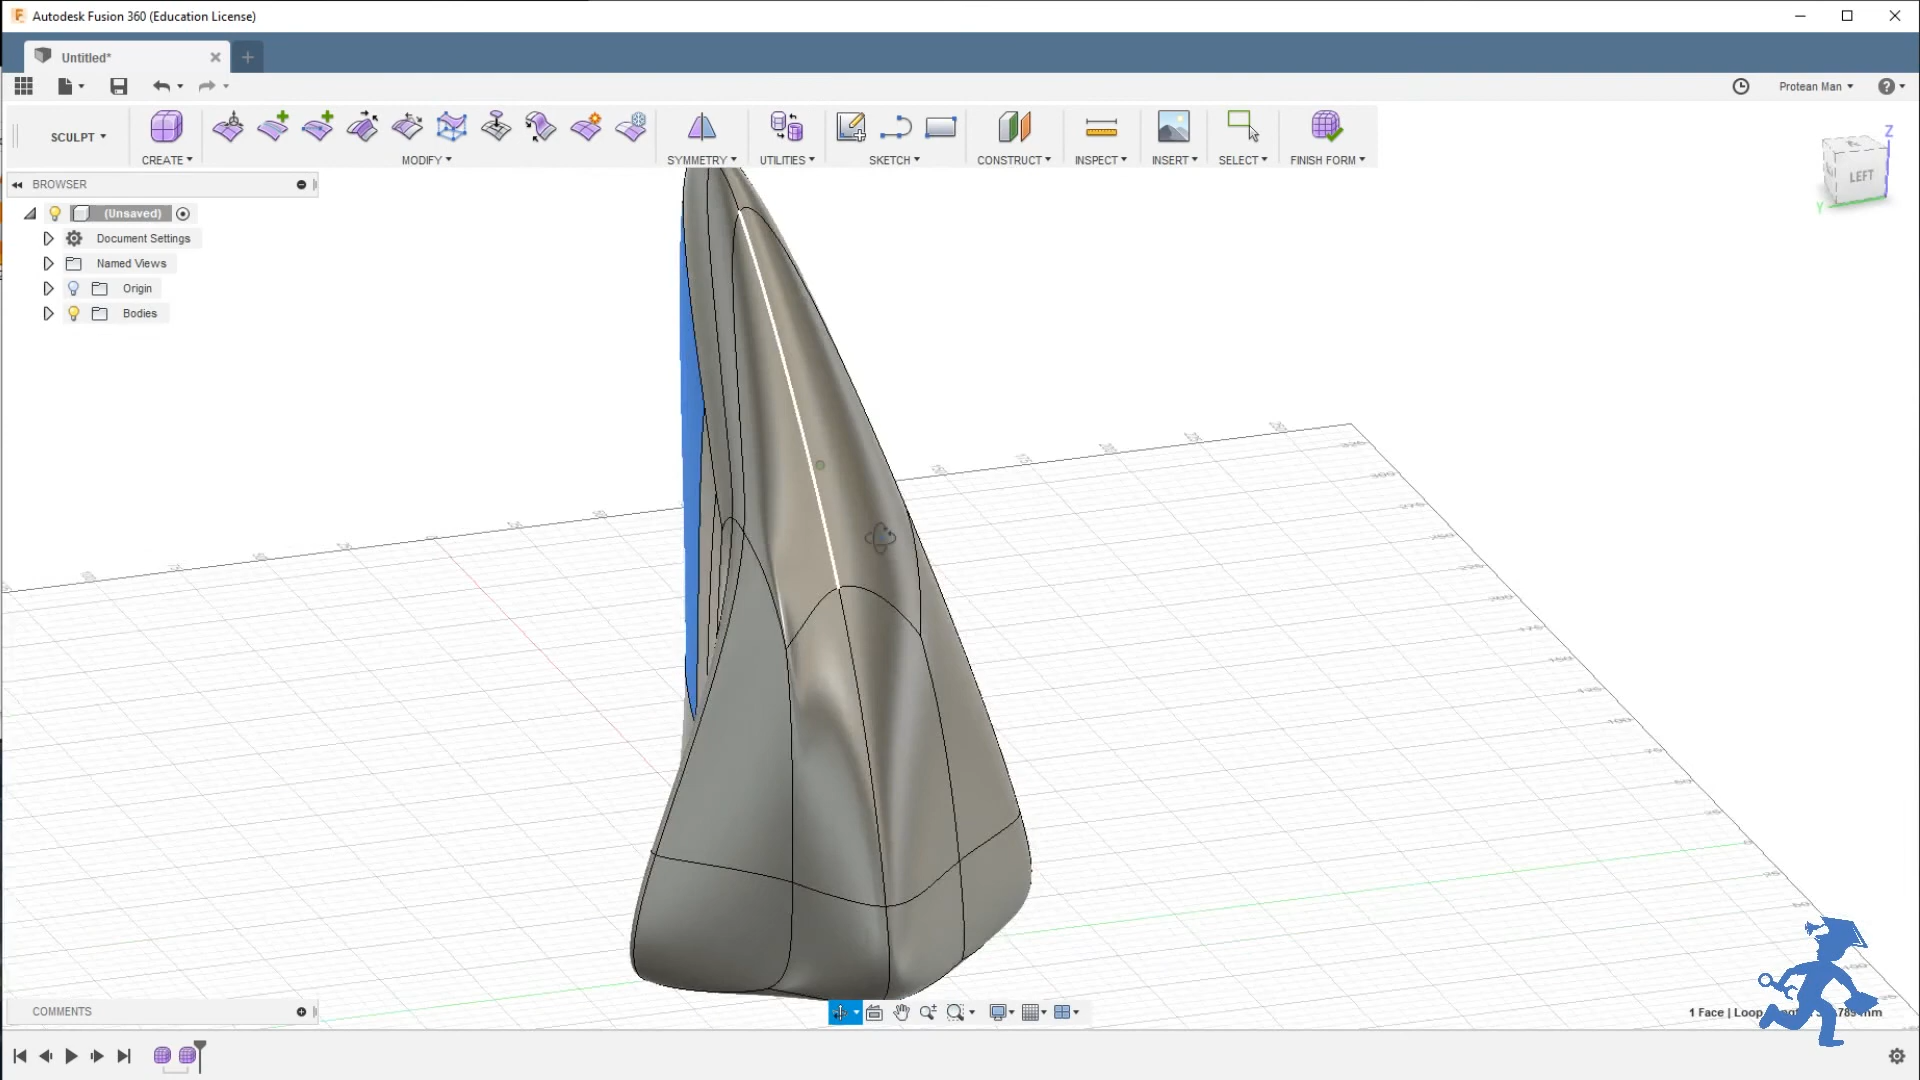 Autodesk Fusion 360 (Education License)
Untitled*
Protean Man
SCULPT
CREATE
MODIFY
SYMMETRY
UTILITIES
SKETCH
CONSTRUCT
INSPECT
INSERT
SELECT
FINISH FORM
BROWSER
(Unsaved)
Document Settings
Named Views
Origin
Bodies
Z
LEFT
Y
COMMENTS
1 Face | Loop
mm